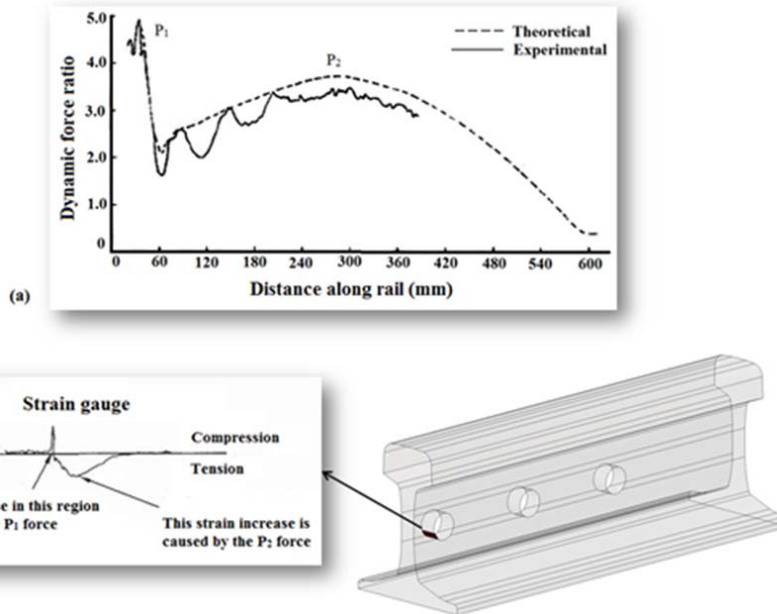 5.0
P1
Theoretical
Experimental
4.0
P2
3.0
2.0
1.0
0
Dynamic force ratio
0 60 120 180 240 300 360 420 480 540 600
Distance along rail (mm)
(a)
Strain gauge
Compression
Tension
e in this region
P1 force
This strain increase is
caused by the P2 force